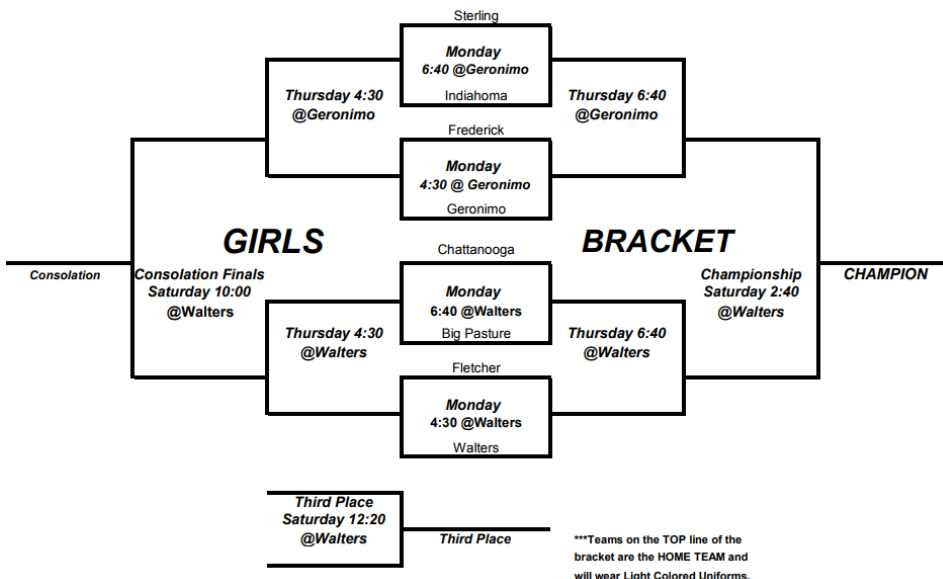 Sterling
Monday
6:40 @Geronimo
Indiahoma
Thursday 4:30
@Geronimo
Thursday 6:40
@Geronimo
Frederick
Monday
4:30 @ Geronimo
Geronimo
GIRLS
BRACKET
Chattanooga
Consolation
Consolation Finals
Saturday 10:00
@Walters
Monday
6:40 @Walters
Big Pasture
Championship
Saturday 2:40
@Walters
CHAMPION
Thursday 4:30
@Walters
Thursday 6:40
@Walters
Fletcher
Monday
4:30 @Walters
Walters
Third Place
Saturday 12:20
@Walters
Third Place
***Teams on the TOP line of the
bracket are the HOME TEAM and
will wear Light Colored Uniforms.